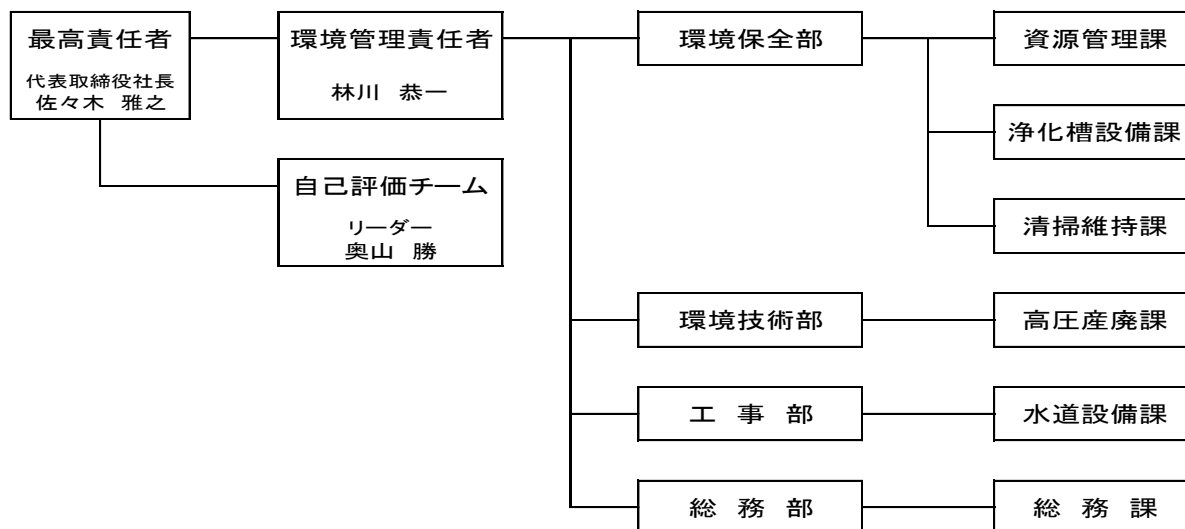 最高責任者
代表取締役社長
佐々木 雅之
環境管理責任者
林川 恭一
自己評価チーム
リーダー
奥山 勝
環境保全部
資源管理課
浄化槽設備課
清掃維持課
環境技術部
高圧産廃課
工 事 部
水道設備課
総 務 部
総 務 課